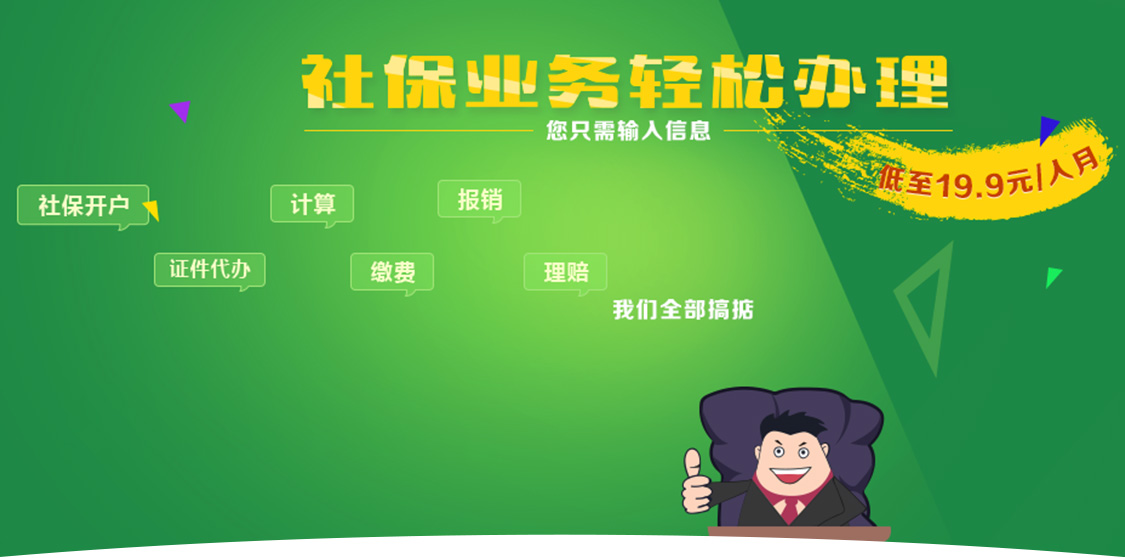 社保业务轻松办理
您只需输入信息
低至19.9元/人月
社保开户
计算
报销
证件代办
缴费
理赔
我们全部搞掂